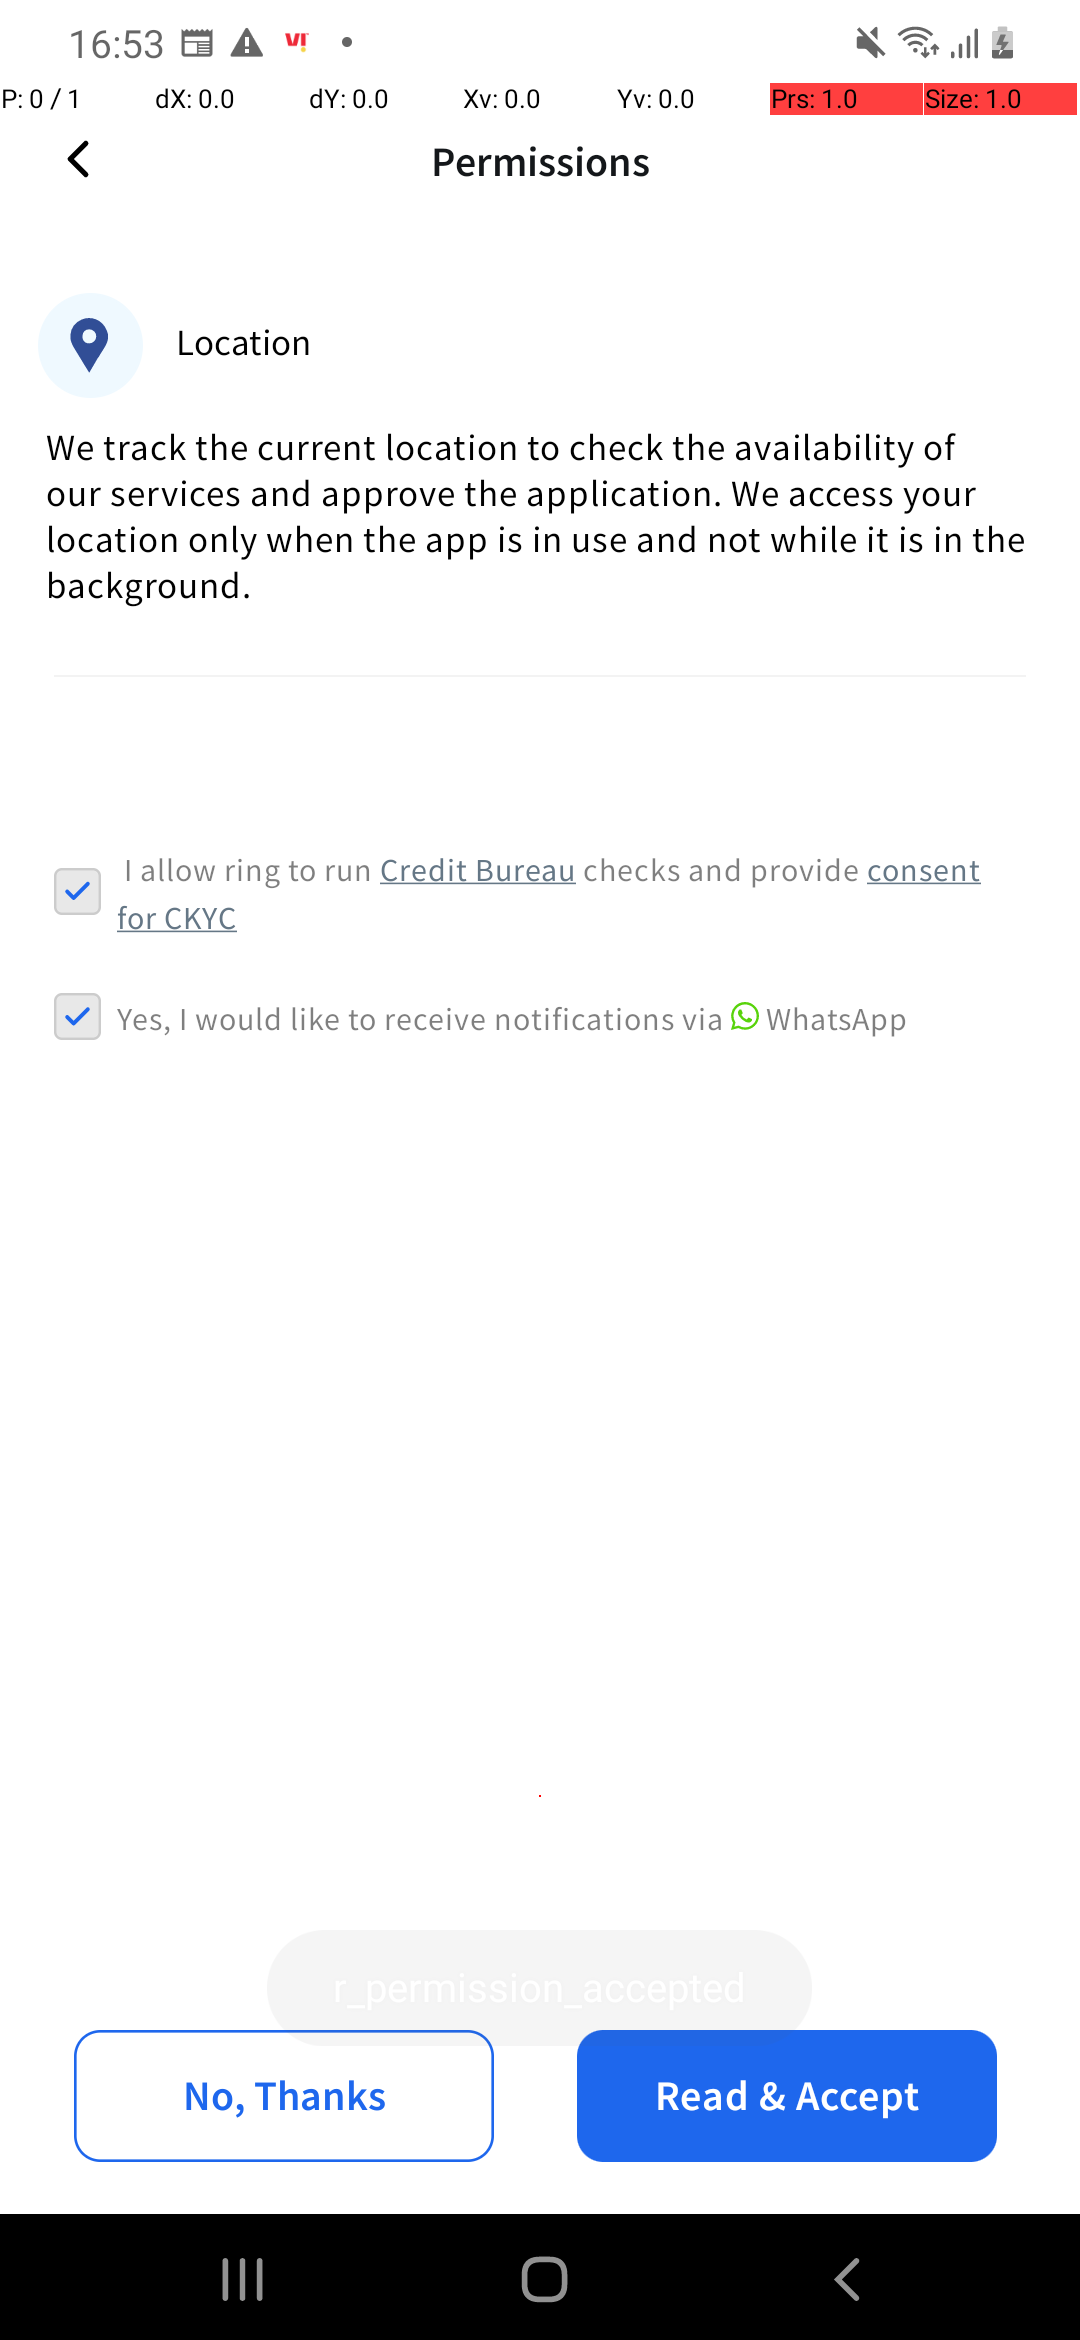 16:53
P: 0 / 1 dX: 0.0 dY: 0.0 Xv: 0.0 Yv: 0.0 Prs: 1.0 Size: 1.0
Permissions
Location
We track the current location to check the availability of
our services and approve the application. We access your
location only when the app is in use and not while it is in the
background.
I allow ring to run Credit Bureau checks and provide consent
for CKYC
Yes, I would like to receive notifications via WhatsApp
r_permission_accepted
No, Thanks Read & Accept